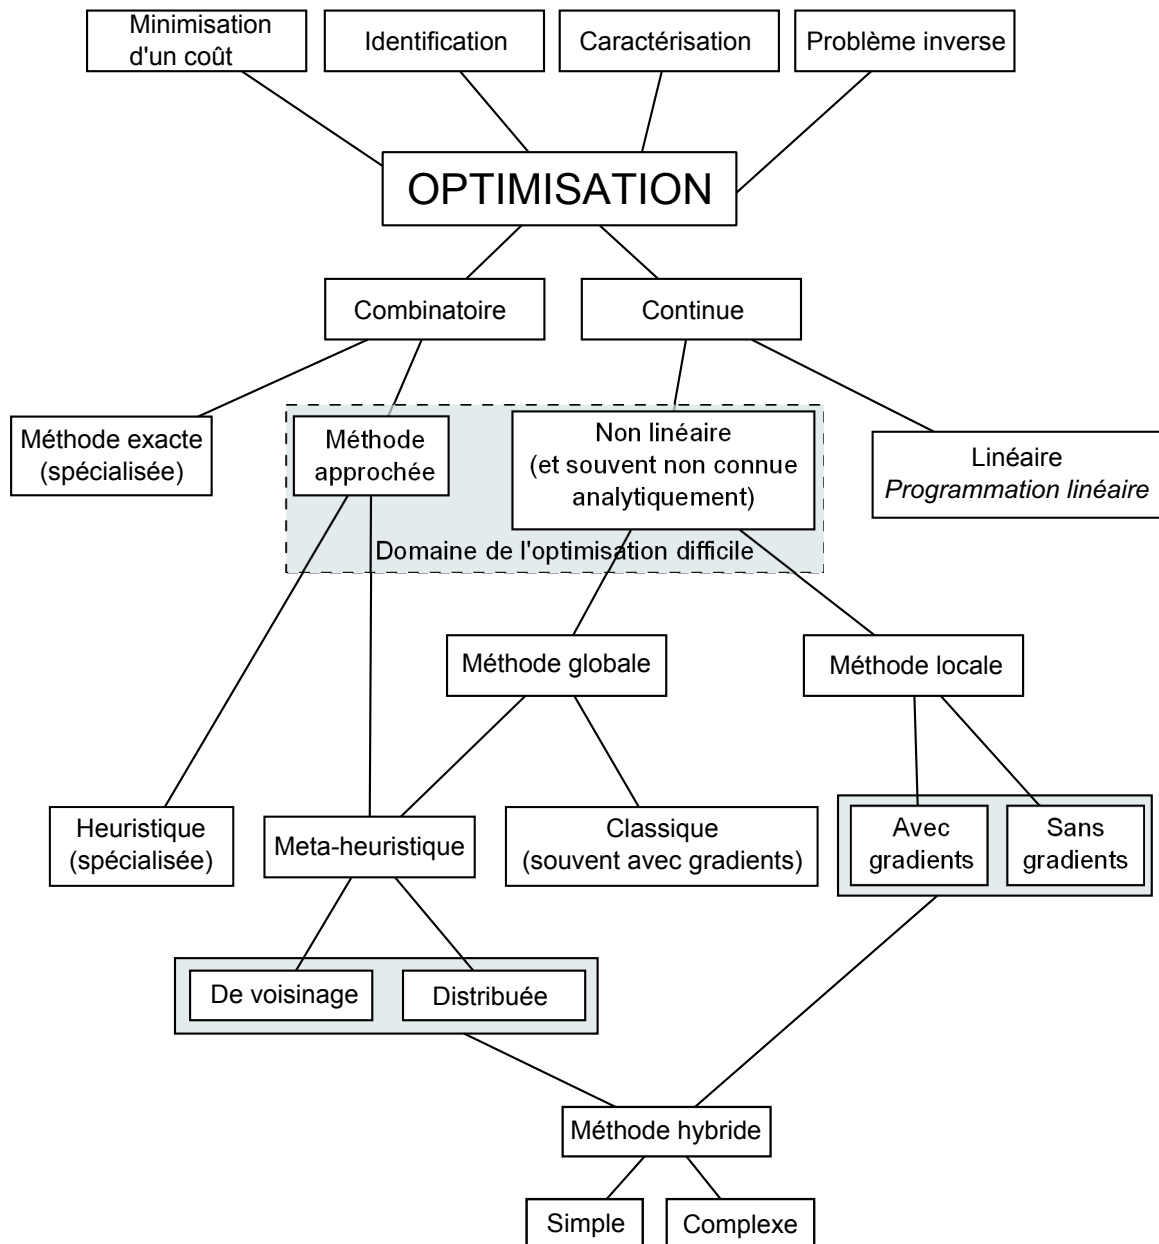 Minimisation
d'un coût
Identification
Caractérisation
Problème inverse
OPTIMISATION
Combinatoire
Continue
Méthode exacte
(spécialisée)
Méthode
approchée
Non linéaire
(et souvent non connue
analytiquement)
Linéaire
Programmation linéaire
Domaine de l'optimisation difficile
Méthode globale
Méthode locale
Heuristique
(spécialisée)
Meta-heuristique
Classique
(souvent avec gradients)
Avec
gradients
Sans
gradients
De voisinage
Distribuée
Méthode hybride
Simple
Complexe